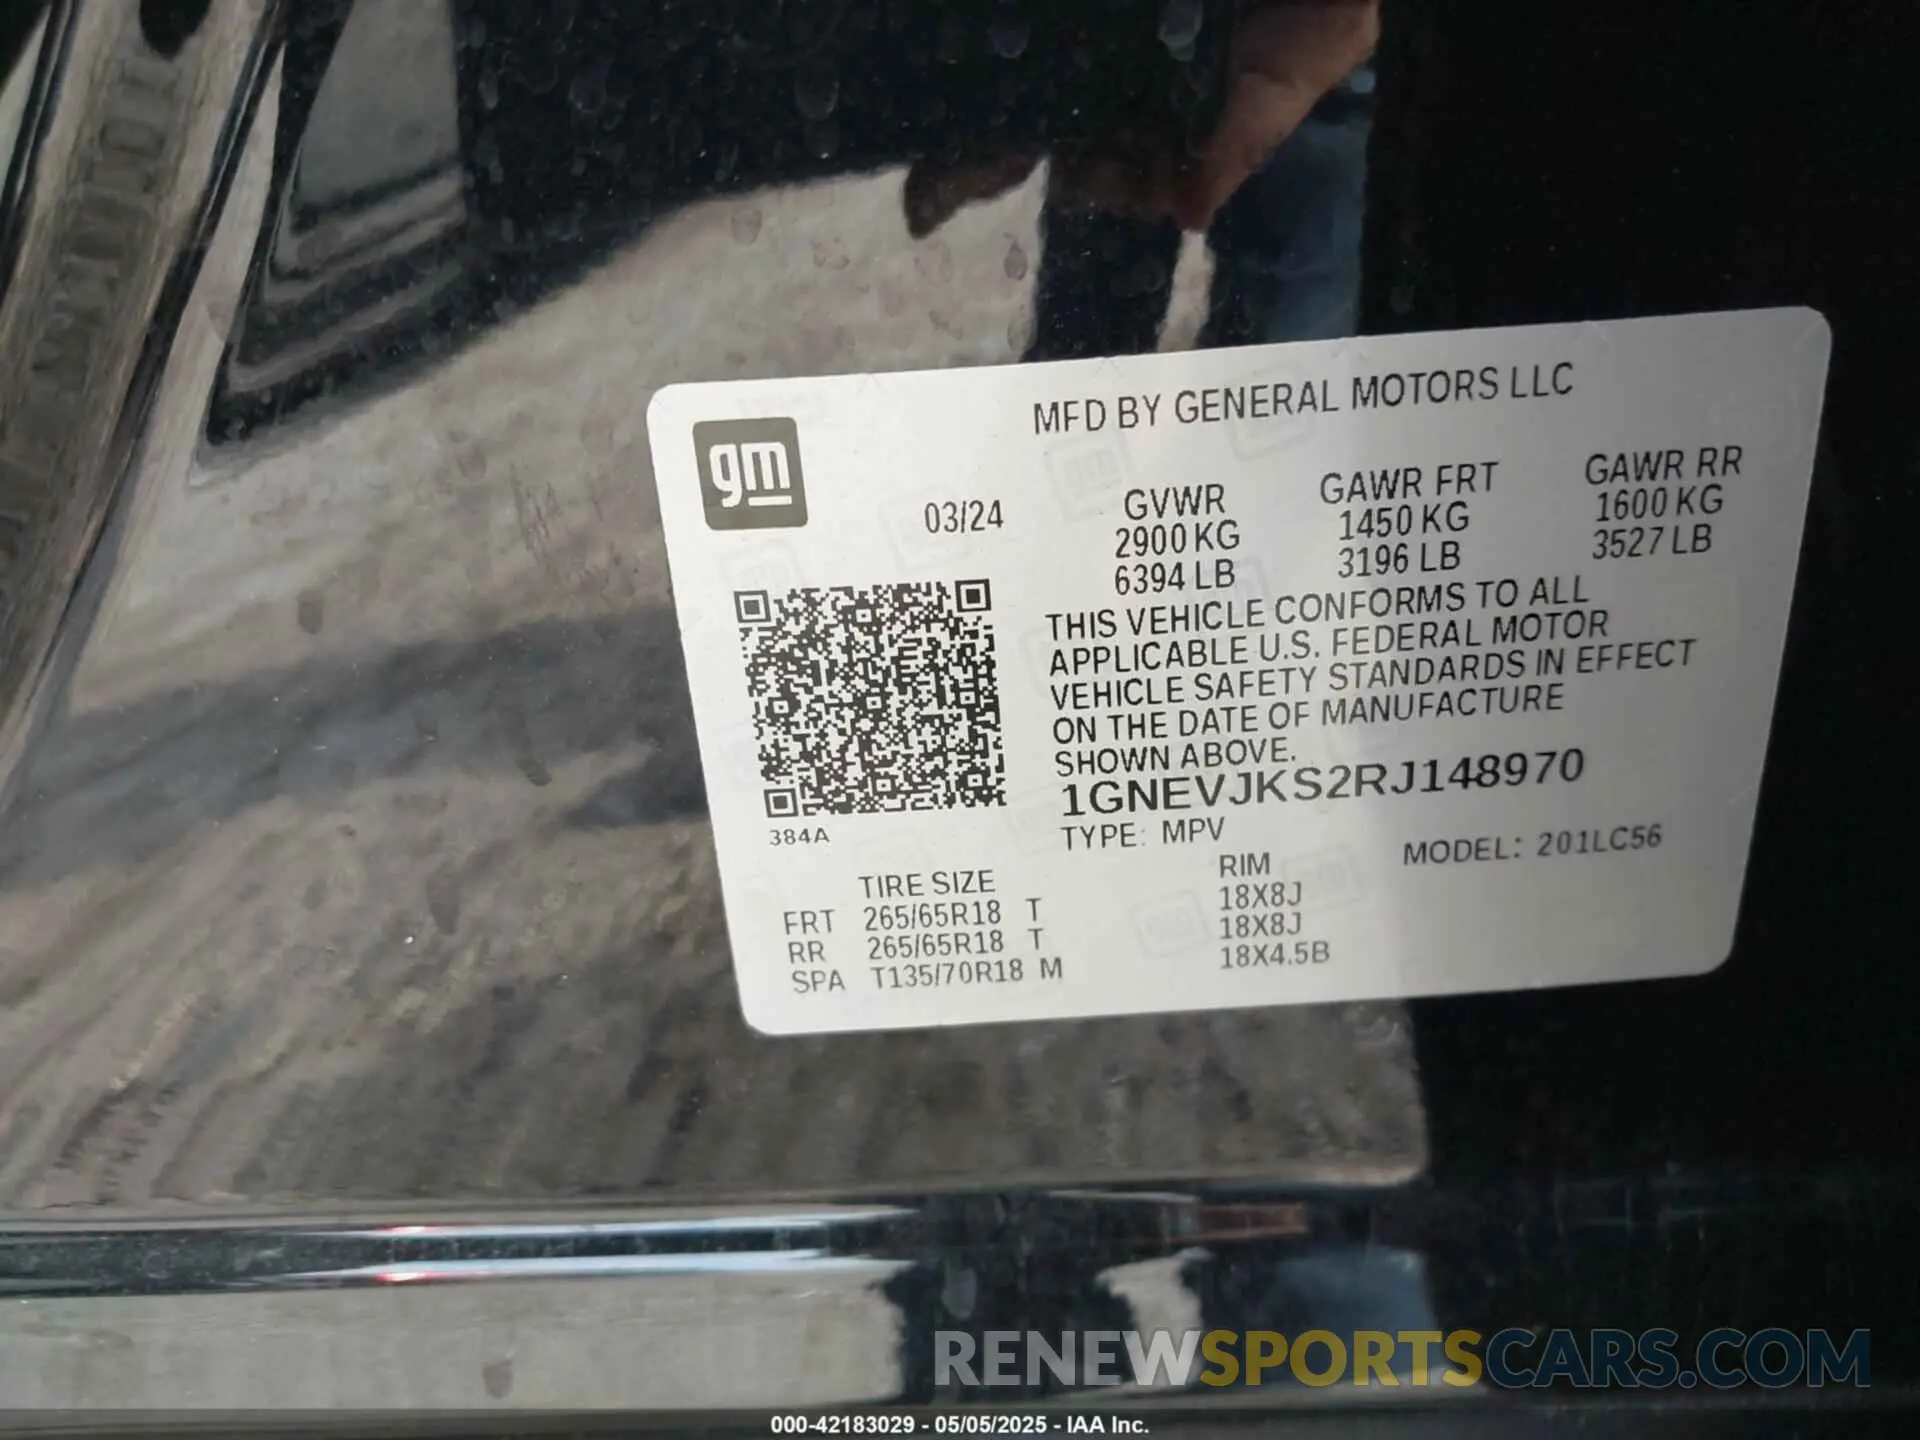 MFD BY GENERAL MOTORS LLC
gm
03/24
GVWR
2900 KG
6394 LB
GAWR FRT
1450 KG
3196 LB
GAWR RR
1600 KG
3527 LB
THIS VEHICLE CONFORMS TO ALL
APPLICABLE U.S. FEDERAL MOTOR
VEHICLE SAFETY STANDARDS IN EFFECT
ON THE DATE OF MANUFACTURE
SHOWN ABOVE.
1GNEVJKS2RJ148970
TYPE: MPV
MODEL: 201LC56
384A
TIRE SIZE RIM
FRT 265/65R18 T 18X8J
RR 265/65R18 T 18X8J
SPA T135/70R18 M 18X4.5B
RENEWSPORTSCARS.COM
000-42183029 - 05/05/2025 - IAA Inc.